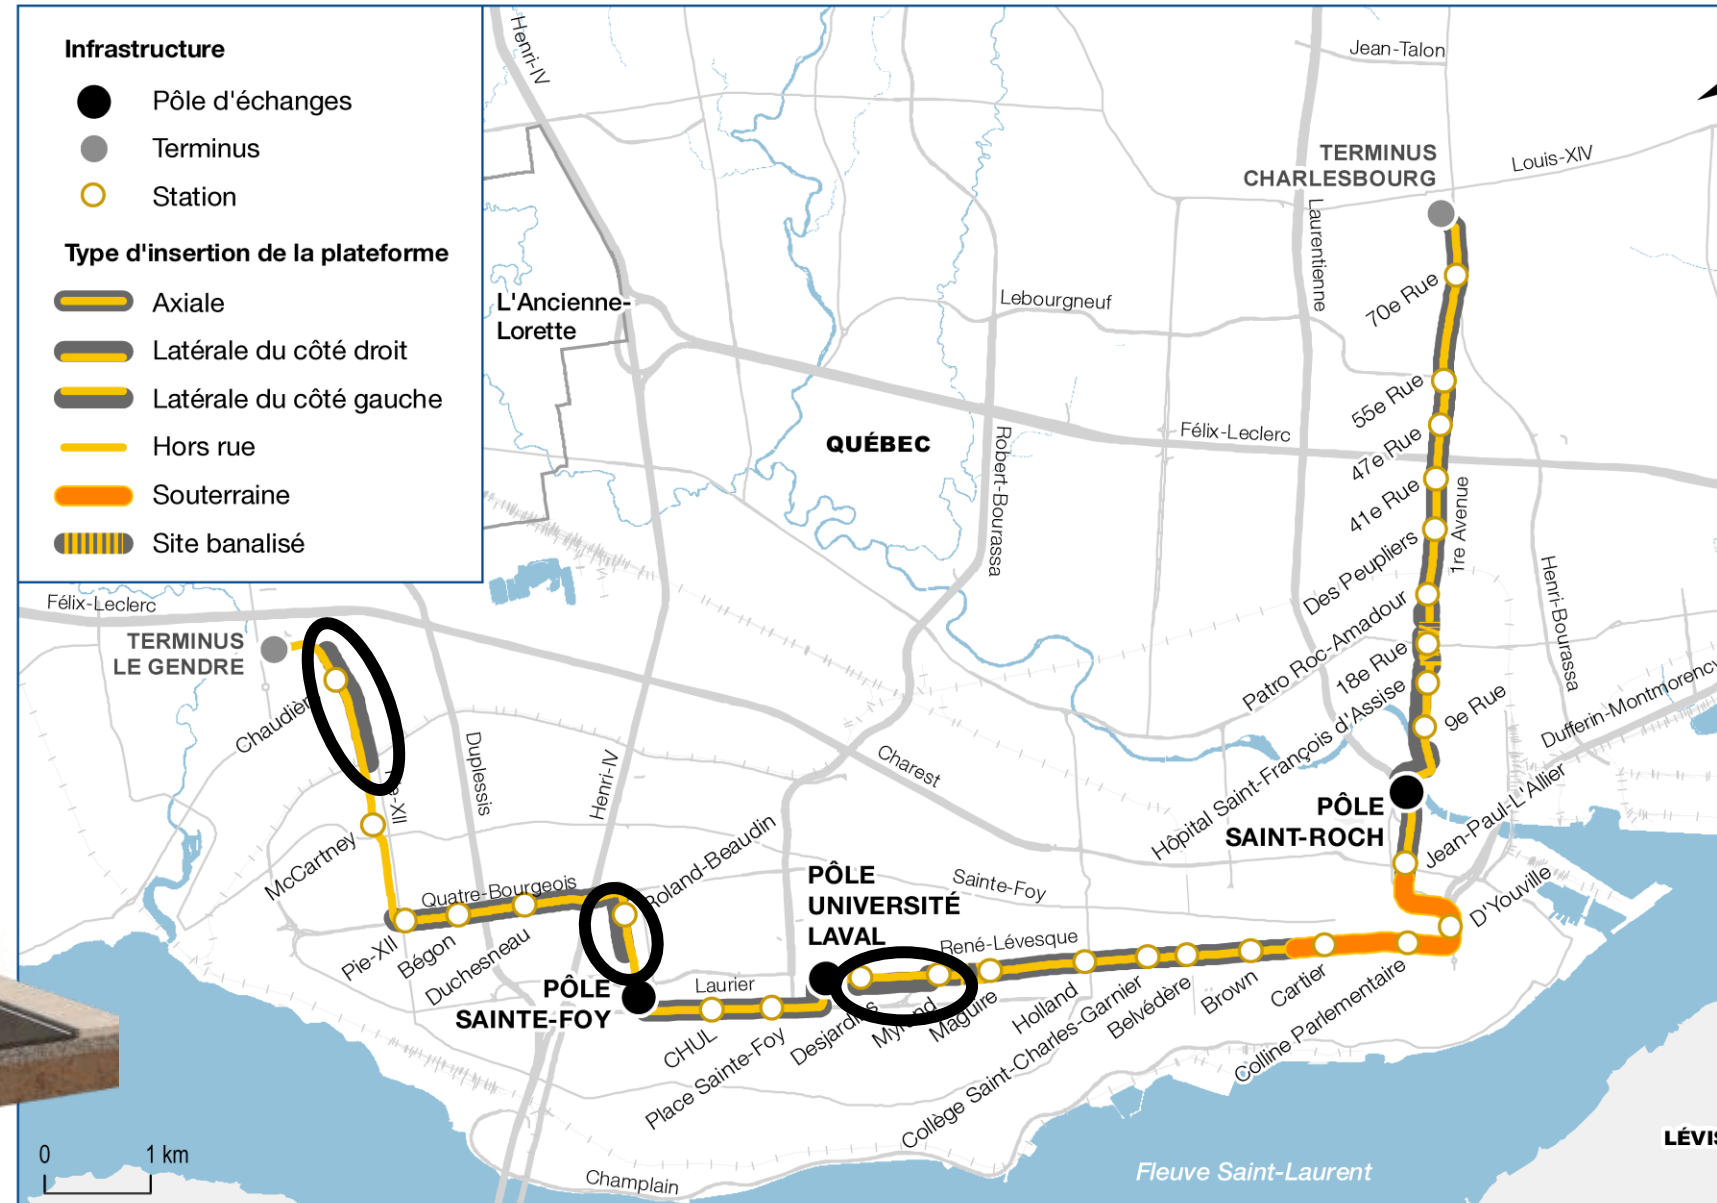 Infrastructure
Pôle d'échanges
Terminus
Station
Type d'insertion de la plateforme
Axiale
Latérale du côté droit
Latérale du côté gauche
Hors rue
Souterraine
Site banalisé
Henri-IV
Jean-Talon
TERMINUS
CHARLESBOURG
Louis-XIV
Laurentienne
70e Rue
L'Ancienne-
Lorette
Lebourgneuf
55e Rue
QUÉBEC
Félix-Leclerc
47e Rue
Robert-Bourassa
41e Rue
1re Avenue
Des Peupliers
Henri-Bourassa
Félix-Leclerc
TERMINUS
LE GENDRE
Patro Roc-Amadour
18e Rue
Hôpital Saint-François d'Assise
9e Rue
Dufferin-Montmorency
Chaudière
Duplessis
Henri-IV
Charest
PÔLE
SAINT-ROCH
Jean-Paul-L'Allier
McCartney
Quatre-Bourgeois
Roland-Beaudin
PÔLE
UNIVERSITÉ
LAVAL
Sainte-Foy
D'Youville
René-Lévesque
Pie-XII
Bégon
Duchesneau
PÔLE
SAINTE-FOY
Laurier
CHUL
Place Sainte-Foy
Desjardins
Myrand
Maguire
Holland
Collège Saint-Charles-Garnier
Belvédère
Brown
Cartier
Colline Parlementaire
LÉVIS
0 1 km
Champlain
Fleuve Saint-Laurent